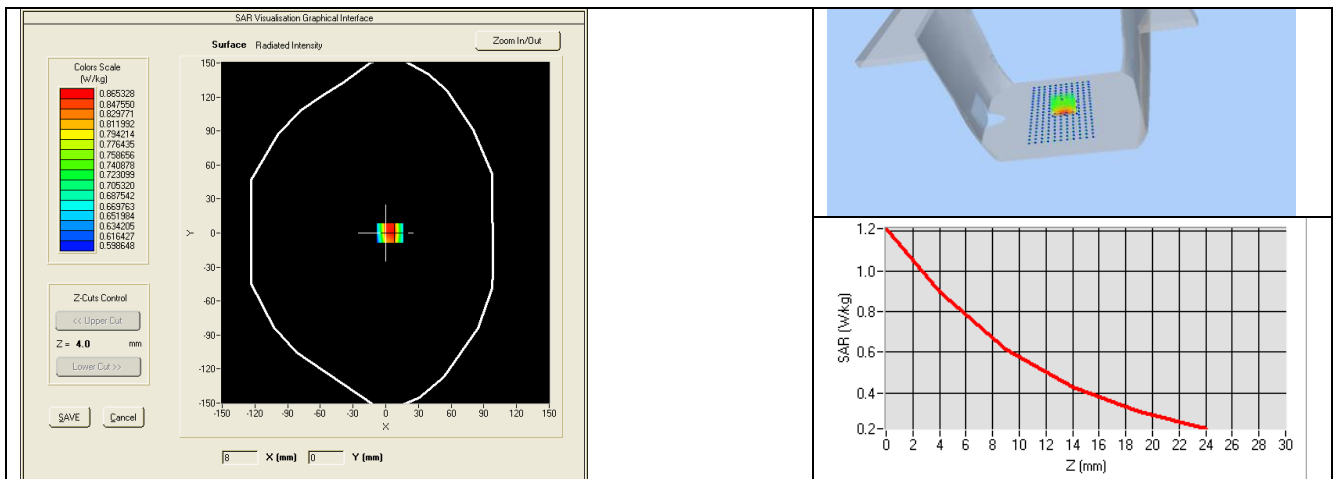 SAR Visualisation Graphical Interface
Surface Radiated Intensity
Zoom In/Out
Colors Scale
(W/kg)
0.865328
0.847550
0.829771
0.811992
0.794214
0.776435
0.758656
0.740878
0.723099
0.705320
0.687542
0.669763
0.651984
0.634205
0.616427
0.598648
Z-Cuts Control
<< Upper Cut
Z = 4.0 mm
Lower Cut >>
SAVE Cancel
150-
120-
90-
60-
30-
0-
-30-
-60-
-90-
-120-
-150-
Y
-150 -120 -90 -60 -30 0 30 60 90 120 150
X
8 X (mm) 0 Y (mm)
1.2-
1.0-
0.8-
0.6-
0.4-
0.2-
SAR (W/kg)
0 2 4 6 8 10 12 14 16 18 20 22 24 26 28 30
Z (mm)